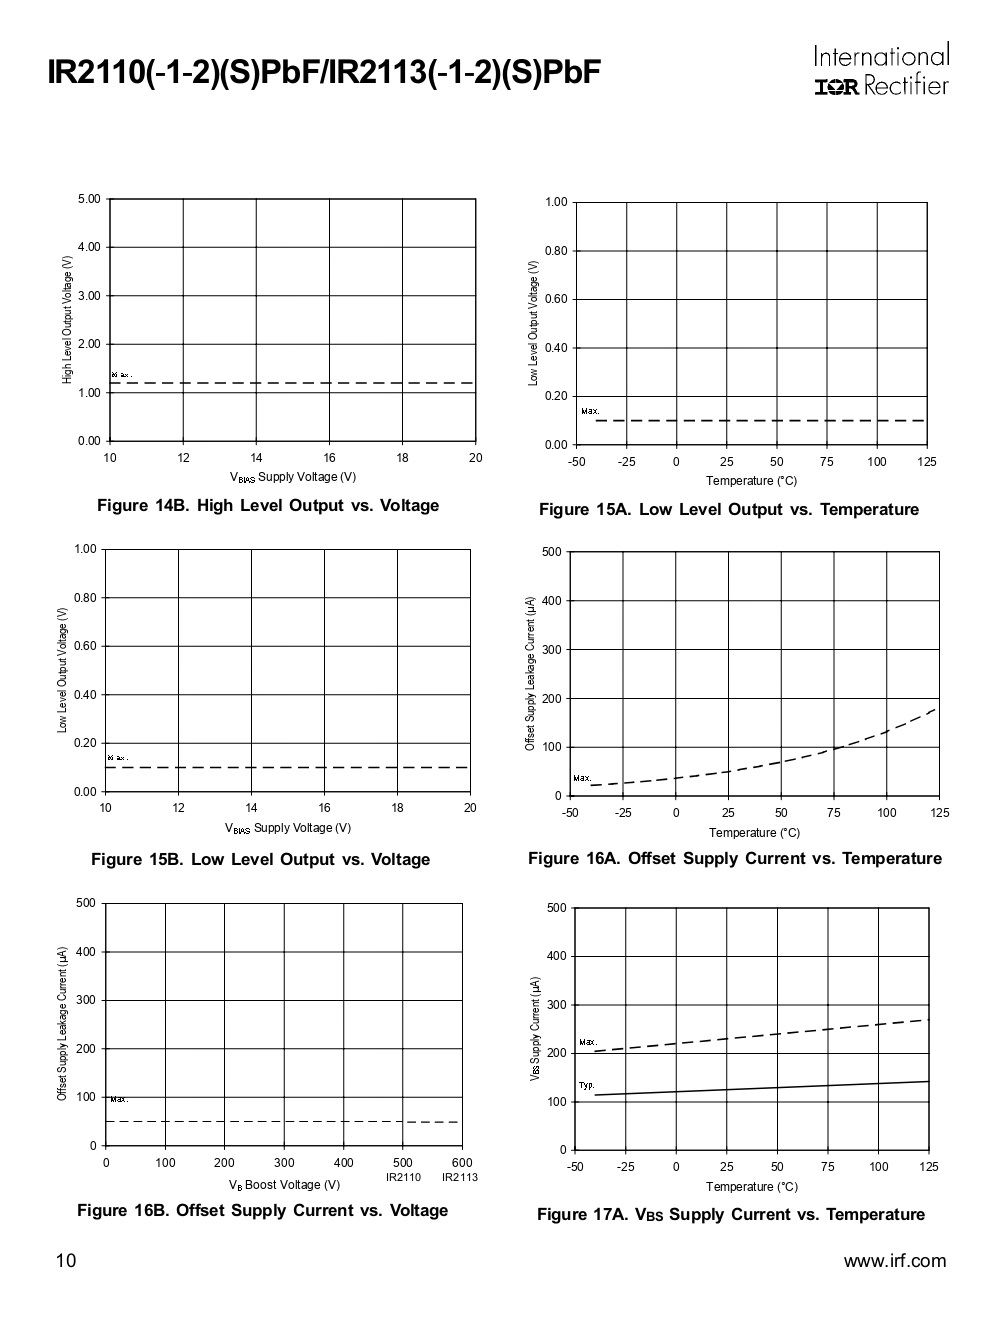 IR2110(-1-2)(S)PbF/IR2113(-1-2)(S)PbF
International
IOR Rectifier
5.00
4.00
3.00
2.00
1.00
0.00
High Level Output Voltage (V)
Max.
10 12 14 16 18 20
VBIAS Supply Voltage (V)
Figure 14B. High Level Output vs. Voltage
1.00
0.80
0.60
0.40
0.20
0.00
Low Level Output Voltage (V)
Max.
-50 -25 0 25 50 75 100 125
Temperature (°C)
Figure 15A. Low Level Output vs. Temperature
1.00
0.80
0.60
0.40
0.20
0.00
Low Level Output Voltage (V)
Max.
10 12 14 16 18 20
VBIAS Supply Voltage (V)
Figure 15B. Low Level Output vs. Voltage
500
400
300
200
100
0
Offset Supply Leakage Current (µA)
Max.
-50 -25 0 25 50 75 100 125
Temperature (°C)
Figure 16A. Offset Supply Current vs. Temperature
500
400
300
200
100
0
Offset Supply Leakage Current (µA)
Max.
0 100 200 300 400 500 600
IR2110 IR2113
VB Boost Voltage (V)
Figure 16B. Offset Supply Current vs. Voltage
500
400
300
200
100
0
VBS Supply Current (µA)
Max.
Typ.
-50 -25 0 25 50 75 100 125
Temperature (°C)
Figure 17A. VBS Supply Current vs. Temperature
10
www.irf.com